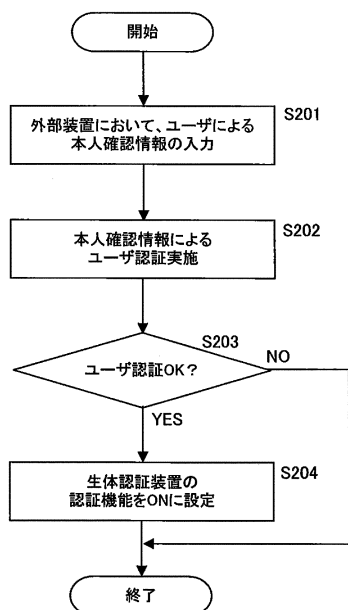 開始
S201
外部装置において、ユーザによる
本人確認情報の入力
S202
本人確認情報による
ユーザ認証実施
S203
ユーザ認証OK?
NO
YES
S204
生体認証装置の
認証機能をONに設定
終了